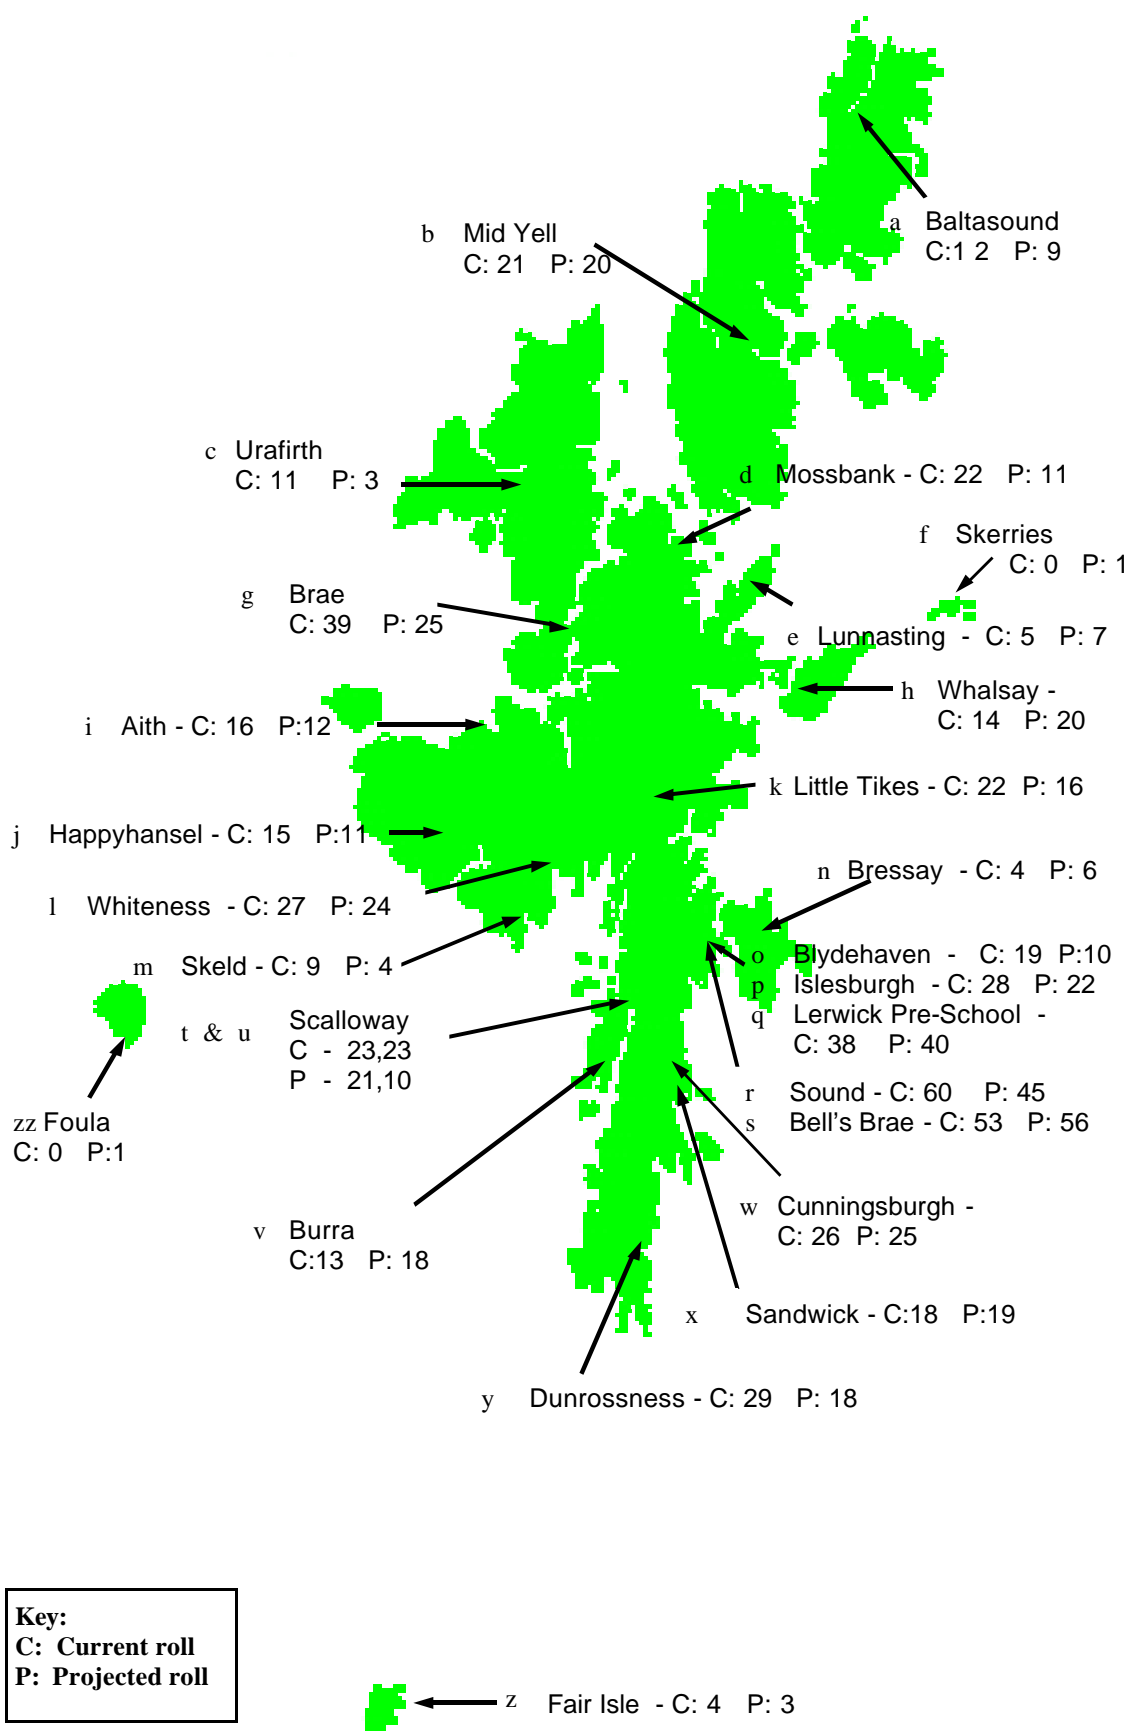 a Baltasound
C:1 2 P: 9
b Mid Yell
C: 21 P: 20
c Urafirth
C: 11 P: 3
d Mossbank - C: 22 P: 11
f Skerries
C: 0 P: 1
g Brae
C: 39 P: 25
e Lunnasting - C: 5 P: 7
h Whalsay -
C: 14 P: 20
i Aith - C: 16 P:12
k Little Tikes - C: 22 P: 16
j Happyhansel - C: 15 P:11
n Bressay - C: 4 P: 6
l Whiteness - C: 27 P: 24
o Blydehaven - C: 19 P:10
m Skeld - C: 9 P: 4
p Islesburgh - C: 28 P: 22
q Lerwick Pre-School -
C: 38 P: 40
t & u Scalloway
C - 23,23
P - 21,10
r Sound - C: 60 P: 45
s Bell's Brae - C: 53 P: 56
zz Foula
C: 0 P:1
w Cunningsburgh -
C: 26 P: 25
v Burra
C:13 P: 18
x Sandwick - C:18 P:19
y Dunrossness - C: 29 P: 18
Key:
C: Current roll
P: Projected roll
z Fair Isle - C: 4 P: 3